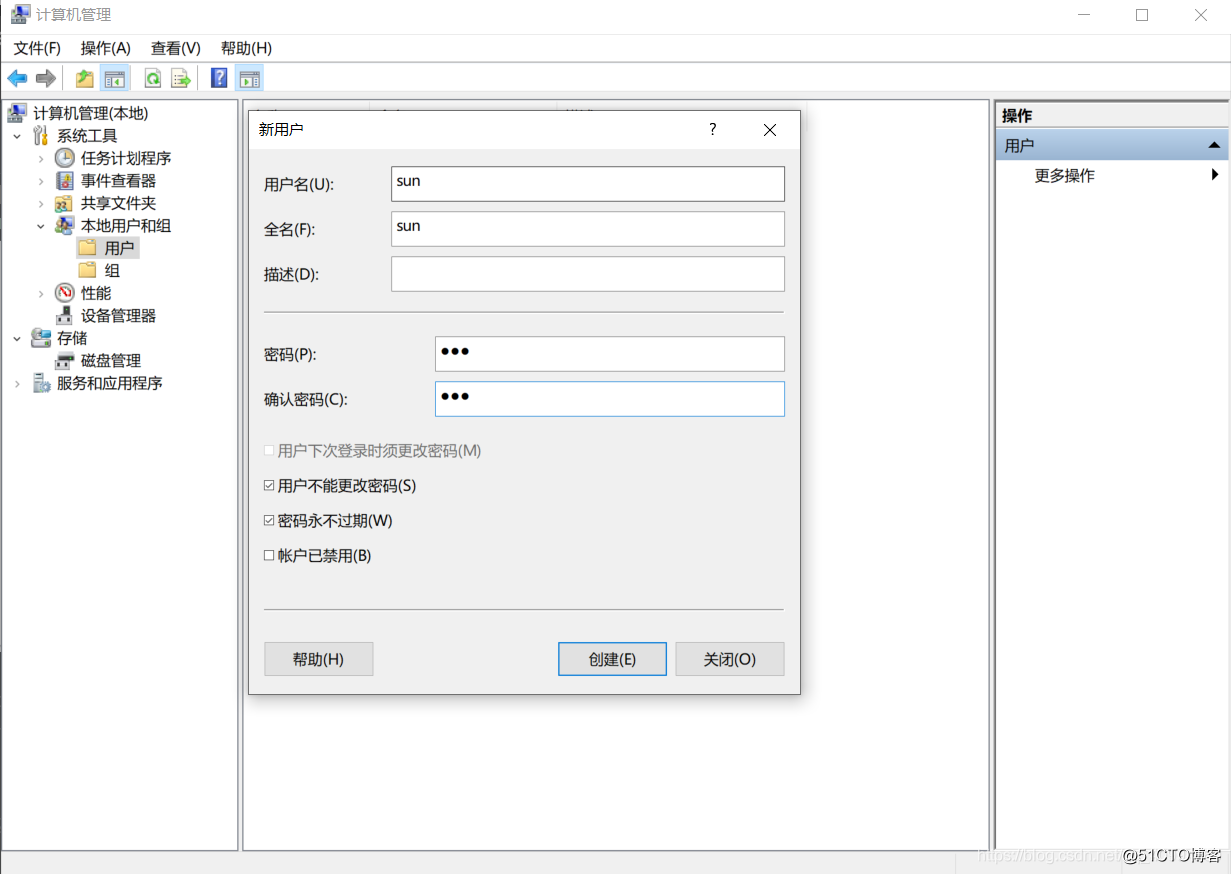 计算机管理
文件(F) 操作(A) 查看(V) 帮助(H)
计算机管理(本地)
系统工具
任务计划程序
事件查看器
共享文件夹
本地用户和组
用户
组
性能
设备管理器
存储
磁盘管理
服务和应用程序
新用户
用户名(U): sun
全名(F): sun
描述(D):
密码(P): ●●●
确认密码(C): ●●●
用户下次登录时须更改密码(M)
用户不能更改密码(S)
密码永不过期(W)
帐户已禁用(B)
帮助(H) 创建(E) 关闭(O)
操作
用户
更多操作
https://blog.csdn.net
@51CTO博客